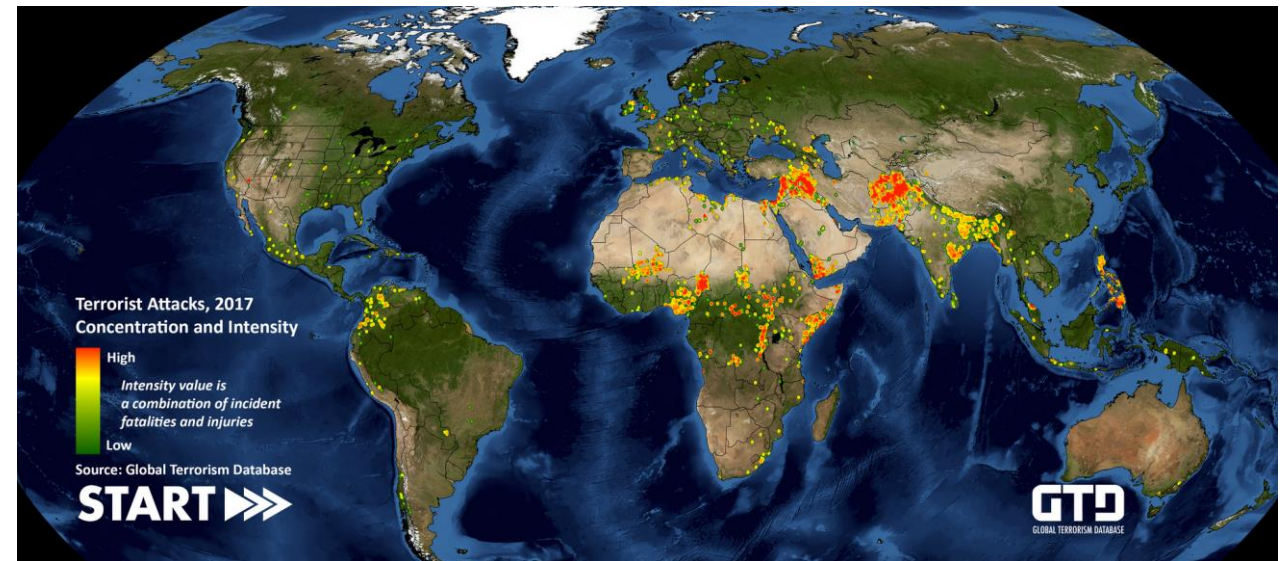 Terrorist Attacks, 2017
Concentration and Intensity
High
Intensity value is
a combination of incident
fatalities and injuries
Low
Source: Global Terrorism Database
START
GTD
GLOBAL TERRORISM DATABASE